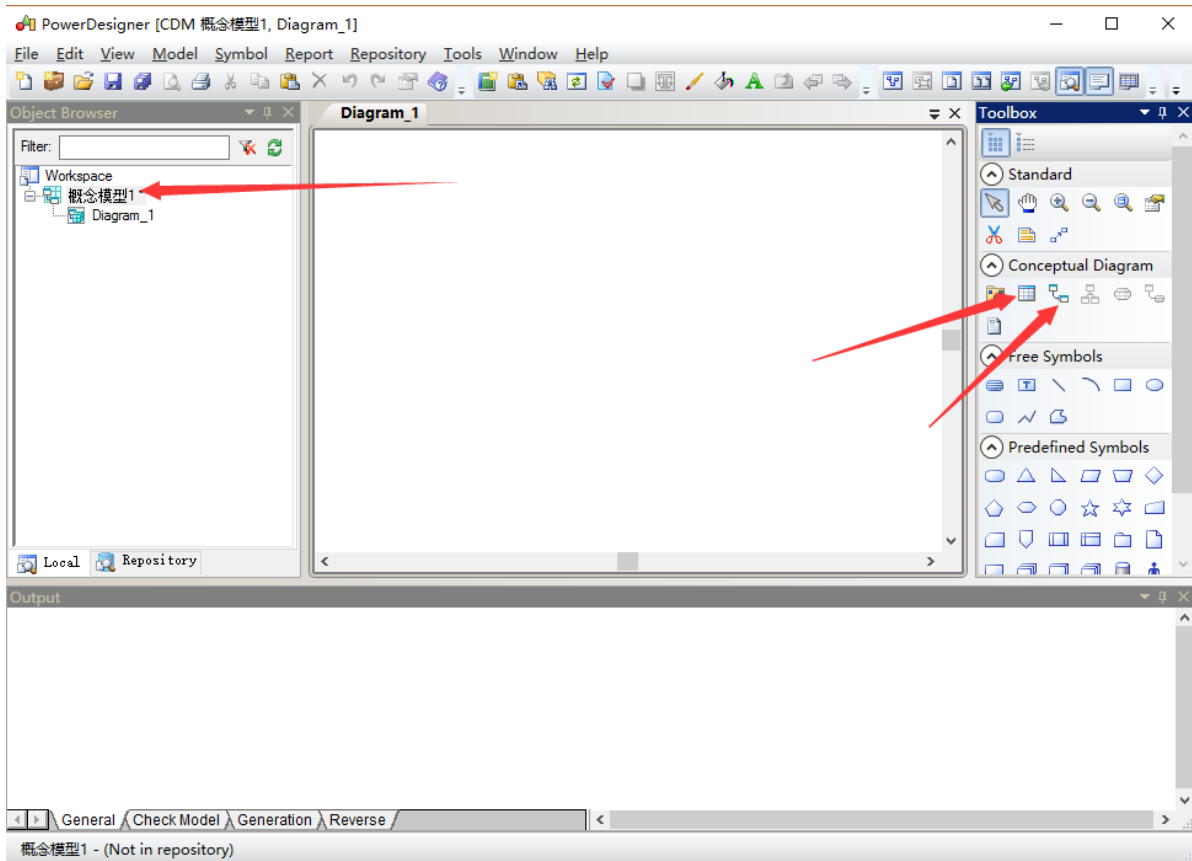 PowerDesigner [CDM 概念模型1, Diagram_1]
File Edit View Model Symbol Report Repository Tools Window Help
Object Browser
Diagram_1
Toolbox
Filter:
Workspace
概念模型1 *
Diagram_1
Standard
Conceptual Diagram
Free Symbols
Predefined Symbols
Local Repository
Output
General Check Model Generation Reverse
概念模型1 - (Not in repository)